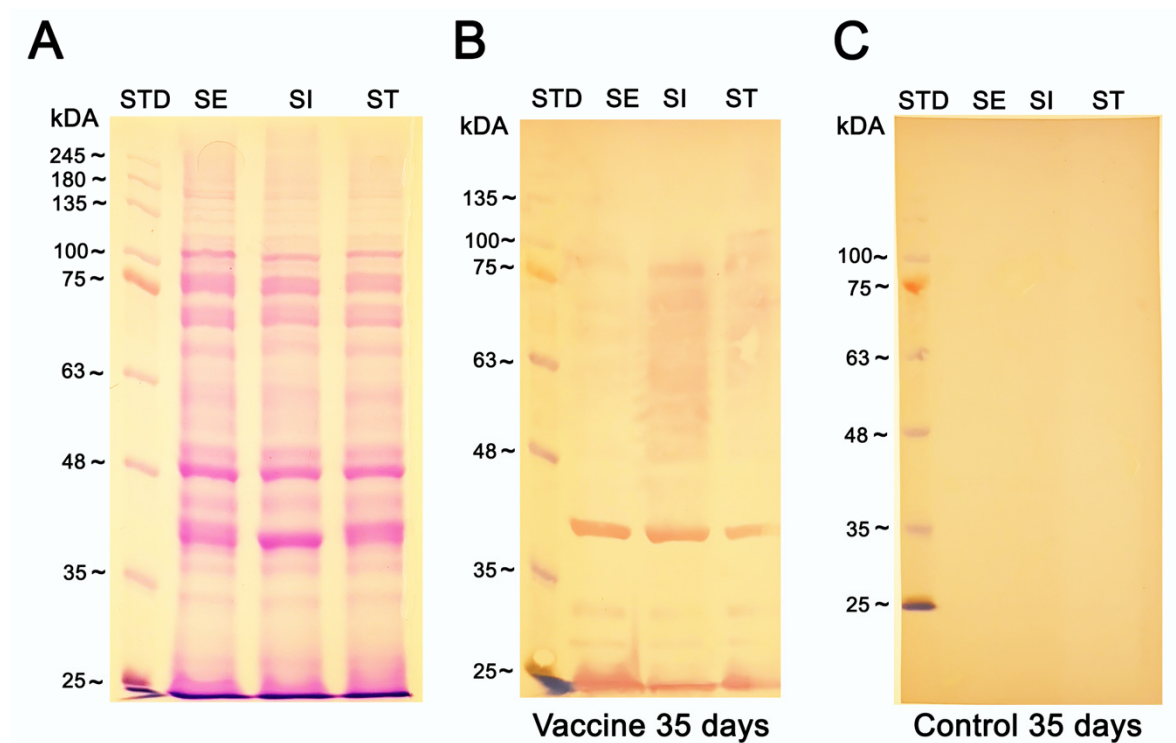 A
STD SE SI ST
kDA
245~
180~
135~
100~
75~
63~
48~
35~
25~
B
STD SE SI ST
kDA
135~
100~
75~
63~
48~
35~
25~
Vaccine 35 days
C
STD SE SI ST
kDA
100~
75~
63~
48~
35~
25~
Control 35 days